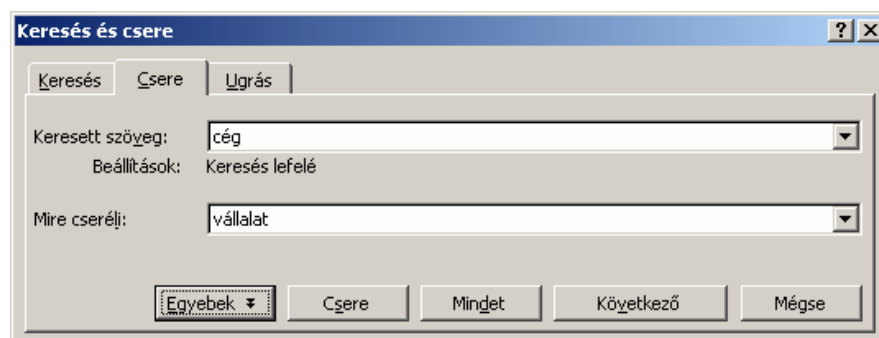 Keresés és csere
Keresés Csere Ugrás
Keresett szöveg: cég
Beállítások: Keresés lefelé
Mire cseréli: vállalat
Egyebek Csere Mindet Következő Mégse